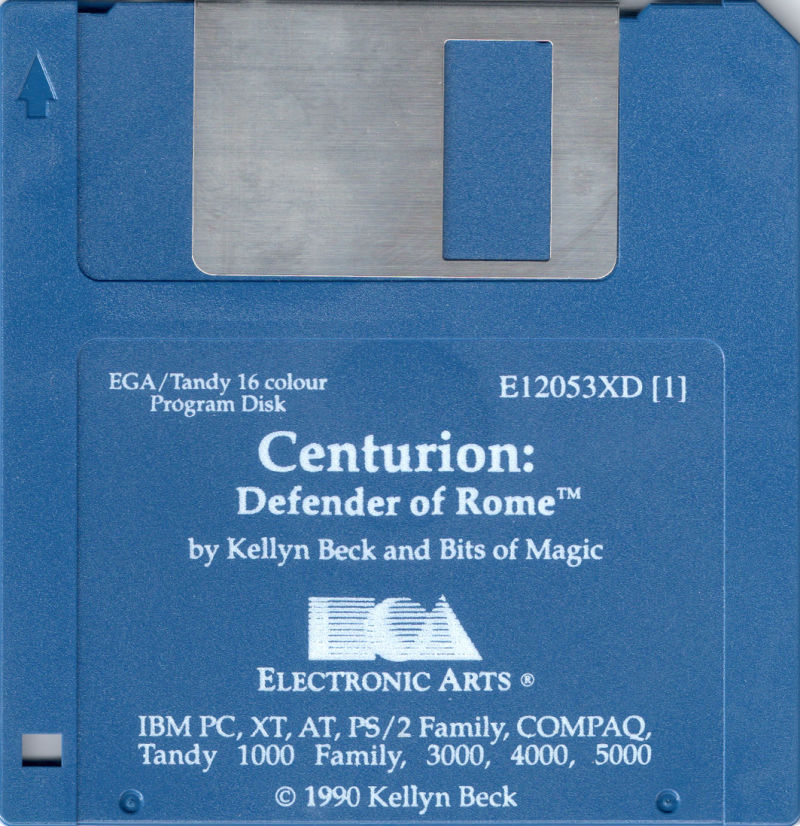 EGA/Tandy 16 colour
Program Disk
E12053XD [1]
Centurion:
Defender of Rome™
by Kellyn Beck and Bits of Magic
ELECTRONIC ARTS ®
IBM PC, XT, AT, PS/2 Family, COMPAQ,
Tandy 1000 Family, 3000, 4000, 5000
© 1990 Kellyn Beck